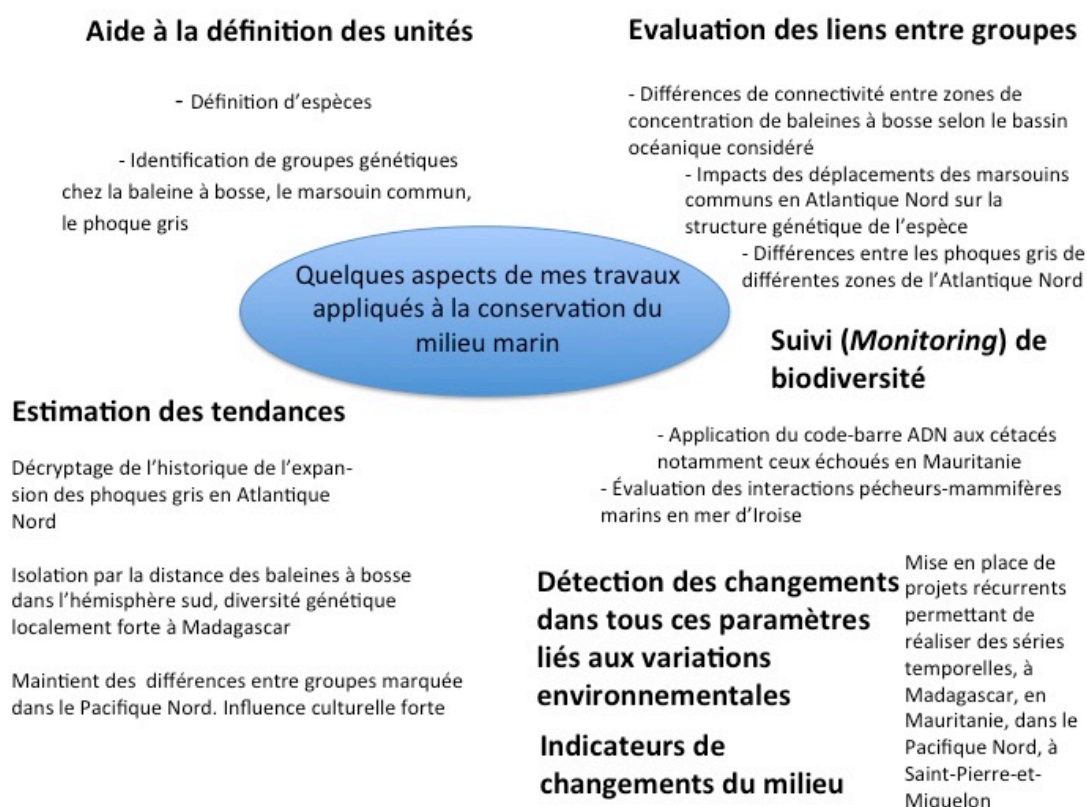 Aide à la définition des unités
- Définition d'espèces
- Identification de groupes génétiques
chez la baleine à bosse, le marsouin commun,
le phoque gris
Evaluation des liens entre groupes
- Différences de connectivité entre zones de
concentration de baleines à bosse selon le bassin
océanique considéré
- Impacts des déplacements des marsouins
communs en Atlantique Nord sur la
structure génétique de l'espèce
- Différences entre les phoques gris de
différentes zones de l'Atlantique Nord
Quelques aspects de mes travaux
appliqués à la conservation du
milieu marin
Suivi (Monitoring) de
biodiversité
- Application du code-barre ADN aux cétacés
notamment ceux échoués en Mauritanie
- Évaluation des interactions pécheurs-mammifères
marins en mer d'Iroise
Estimation des tendances
Décryptage de l'historique de l'expan-
sion des phoques gris en Atlantique
Nord
Isolation par la distance des baleines à bosse
dans l'hémisphère sud, diversité génétique
localement forte à Madagascar
Maintient des différences entre groupes marquée
dans le Pacifique Nord. Influence culturelle forte
Détection des changements
dans tous ces paramètres
liés aux variations
environnementales
Indicateurs de
changements du milieu
Mise en place de
projets récurrents
permettant de
réaliser des séries
temporelles, à
Madagascar, en
Mauritanie, dans le
Pacifique Nord, à
Saint-Pierre-et-
Miquelon